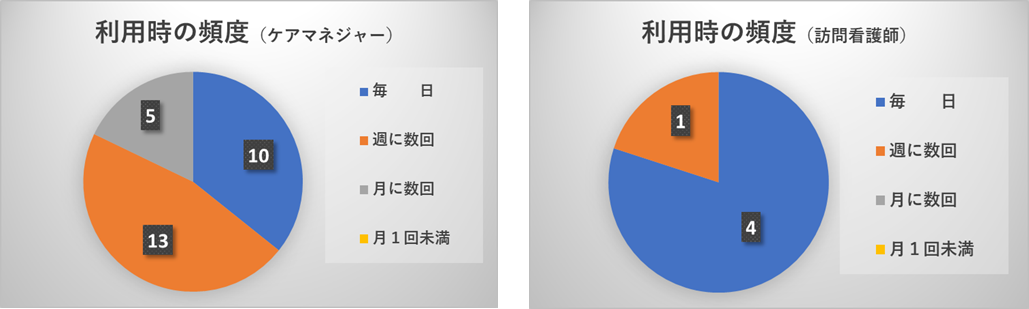 利用時の頻度（ケアマネジャー）
5
10
13
毎　　日
週に数回
月に数回
月１回未満
利用時の頻度（訪問看護師）
1
4
毎　　日
週に数回
月に数回
月１回未満